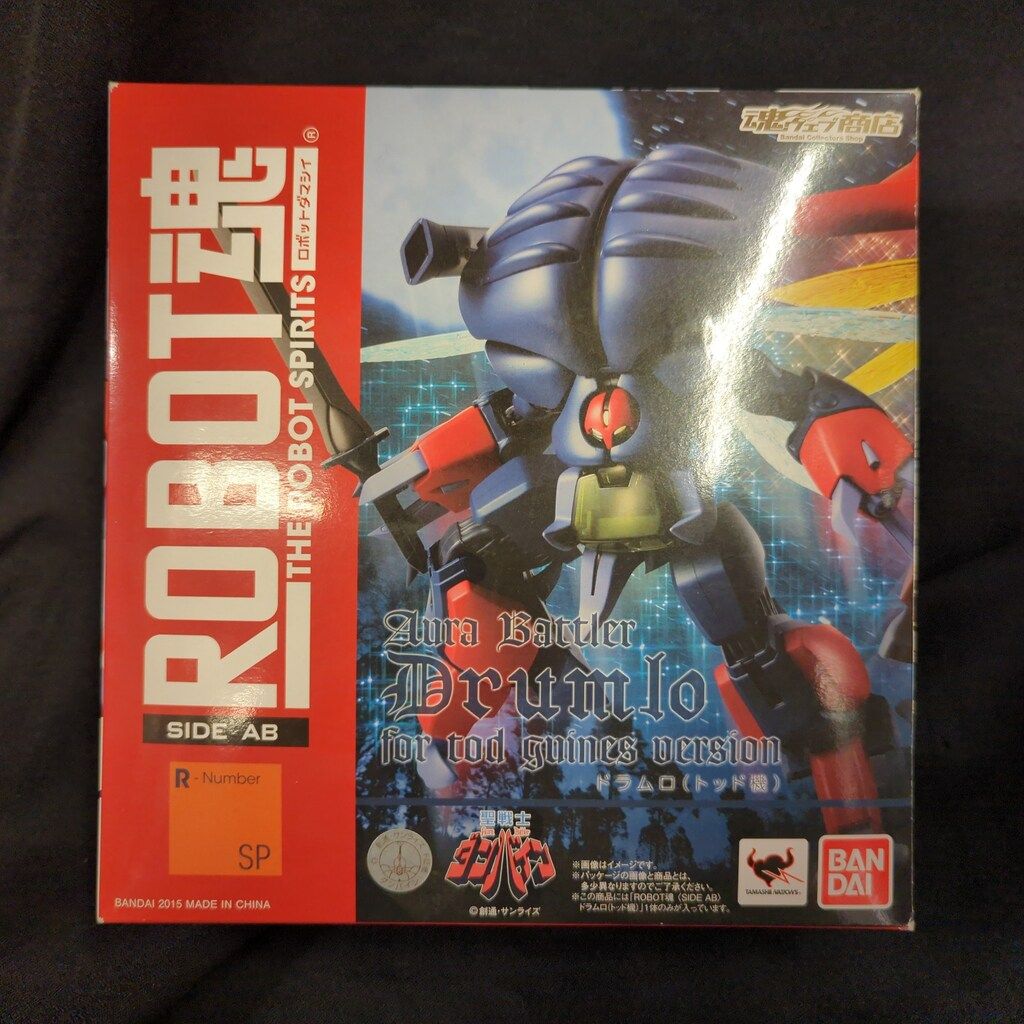 魂ウェブ商店
Bandai Collectors Shop
ROBOT魂
ロボットダマシイ
®
THE ROBOT SPIRITS
SIDE AB
R - Number
SP
BANDAI 2015 MADE IN CHINA
Aura Battler
Drumlo
for tod guines version
ドラムロ(トッド機)
聖戦士
ダンバイン
©創通・サンライズ
※画像はイメージです。
※パッケージの画像と商品とは、
多少異なりますのでご了承ください。
※この商品には「ROBOT魂〈SIDE AB〉
ドラムロ(トッド機)」1体のみが入っています。
TAMASHII NATIONS
BAN
DAI